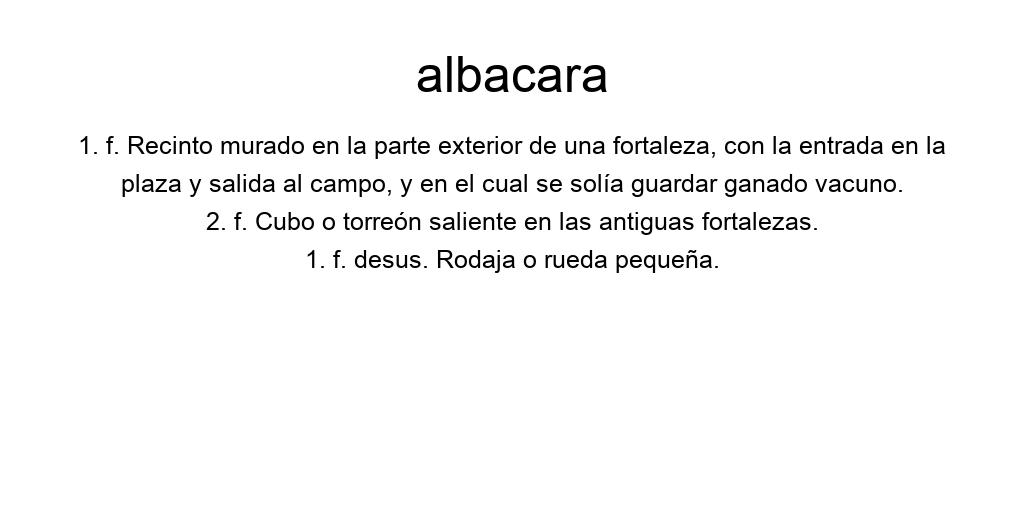 albacara
1. f. Recinto murado en la parte exterior de una fortaleza, con la entrada en la
plaza y salida al campo, y en el cual se solía guardar ganado vacuno.
2. f. Cubo o torreón saliente en las antiguas fortalezas.
1. f. desus. Rodaja o rueda pequeña.